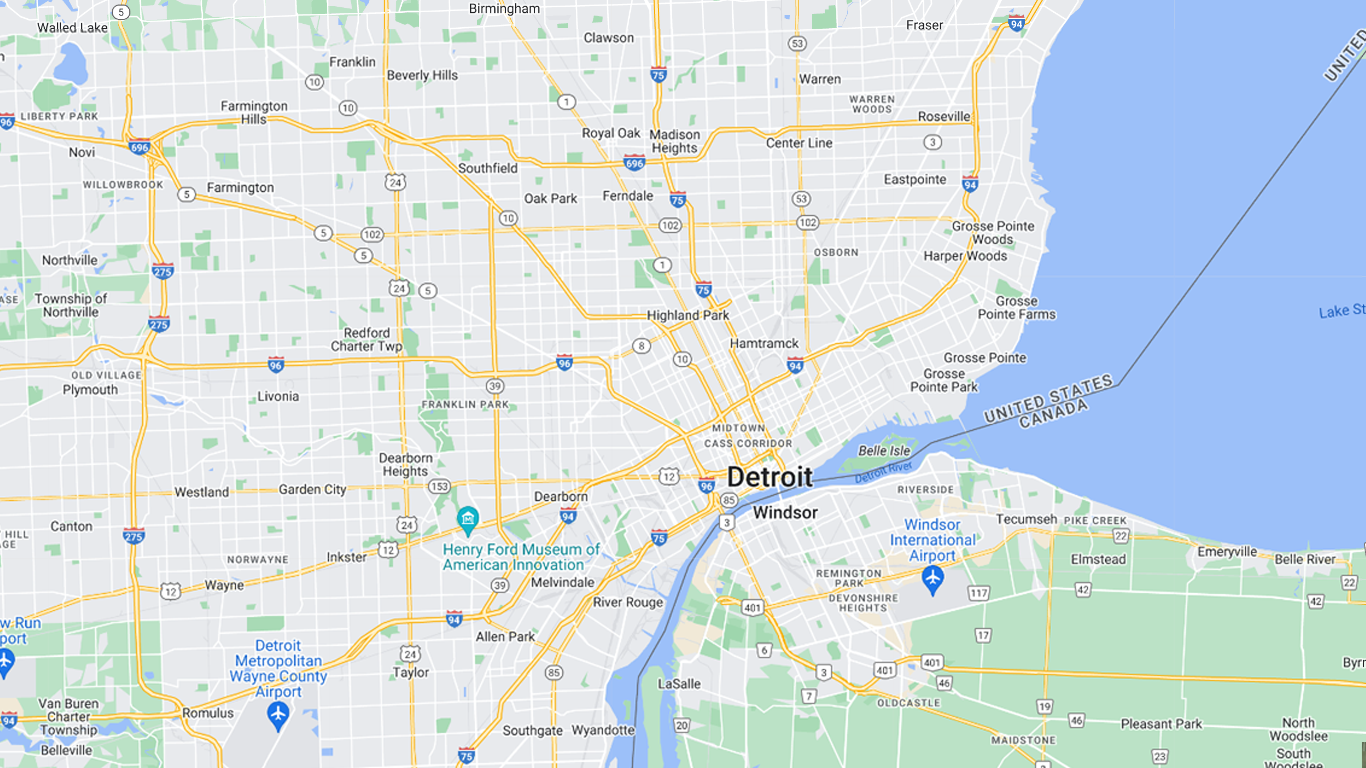 5
Walled Lake
Birmingham
Clawson
53
Fraser
94
UNITED
Franklin
10
Beverly Hills
75
Warren
1
WARREN
WOODS
LIBERTY PARK
96
Farmington
Hills
10
Royal Oak
Madison
Heights
Center Line
Roseville
3
Novi
696
696
Southfield
WILLOWBROOK
5
Farmington
24
Oak Park
Ferndale
75
53
Eastpointe
94
10
102
102
102
5
5
Grosse Pointe
Woods
Northville
275
1
OSBORN
Harper Woods
24
5
75
Township of
Northville
275
Highland Park
Grosse
Pointe Farms
Lake St
Redford
Charter Twp
8
10
Hamtramck
96
96
94
Grosse Pointe
OLD VILLAGE
Plymouth
39
Grosse
Pointe Park
Livonia
FRANKLIN PARK
UNITED STATES
CANADA
MIDTOWN
CASS CORRIDOR
Belle Isle
Detroit River
Dearborn
Heights
12
96
Detroit
Westland
Garden City
153
Dearborn
85
Windsor
RIVERSIDE
Canton
275
24
94
3
Windsor
International
Airport
Tecumseh
PIKE CREEK
22
HILL
Henry Ford Museum of
American Innovation
75
NORWAYNE
Inkster
12
Elmstead
Emeryville
Belle River
12
Wayne
39
Melvindale
REMINGTON
PARK
DEVONSHIRE
HEIGHTS
117
42
42
22
River Rouge
401
w Run
port
94
Allen Park
17
6
Detroit
Metropolitan
Wayne County
Airport
24
Taylor
85
3
401
401
46
LaSalle
7
OLDCASTLE
19
46
Van Buren
Charter
Township
94
Romulus
Belleville
Southgate
Wyandotte
20
75
MAIDSTONE
Pleasant Park
23
North
Woodslee
South
Woodslee